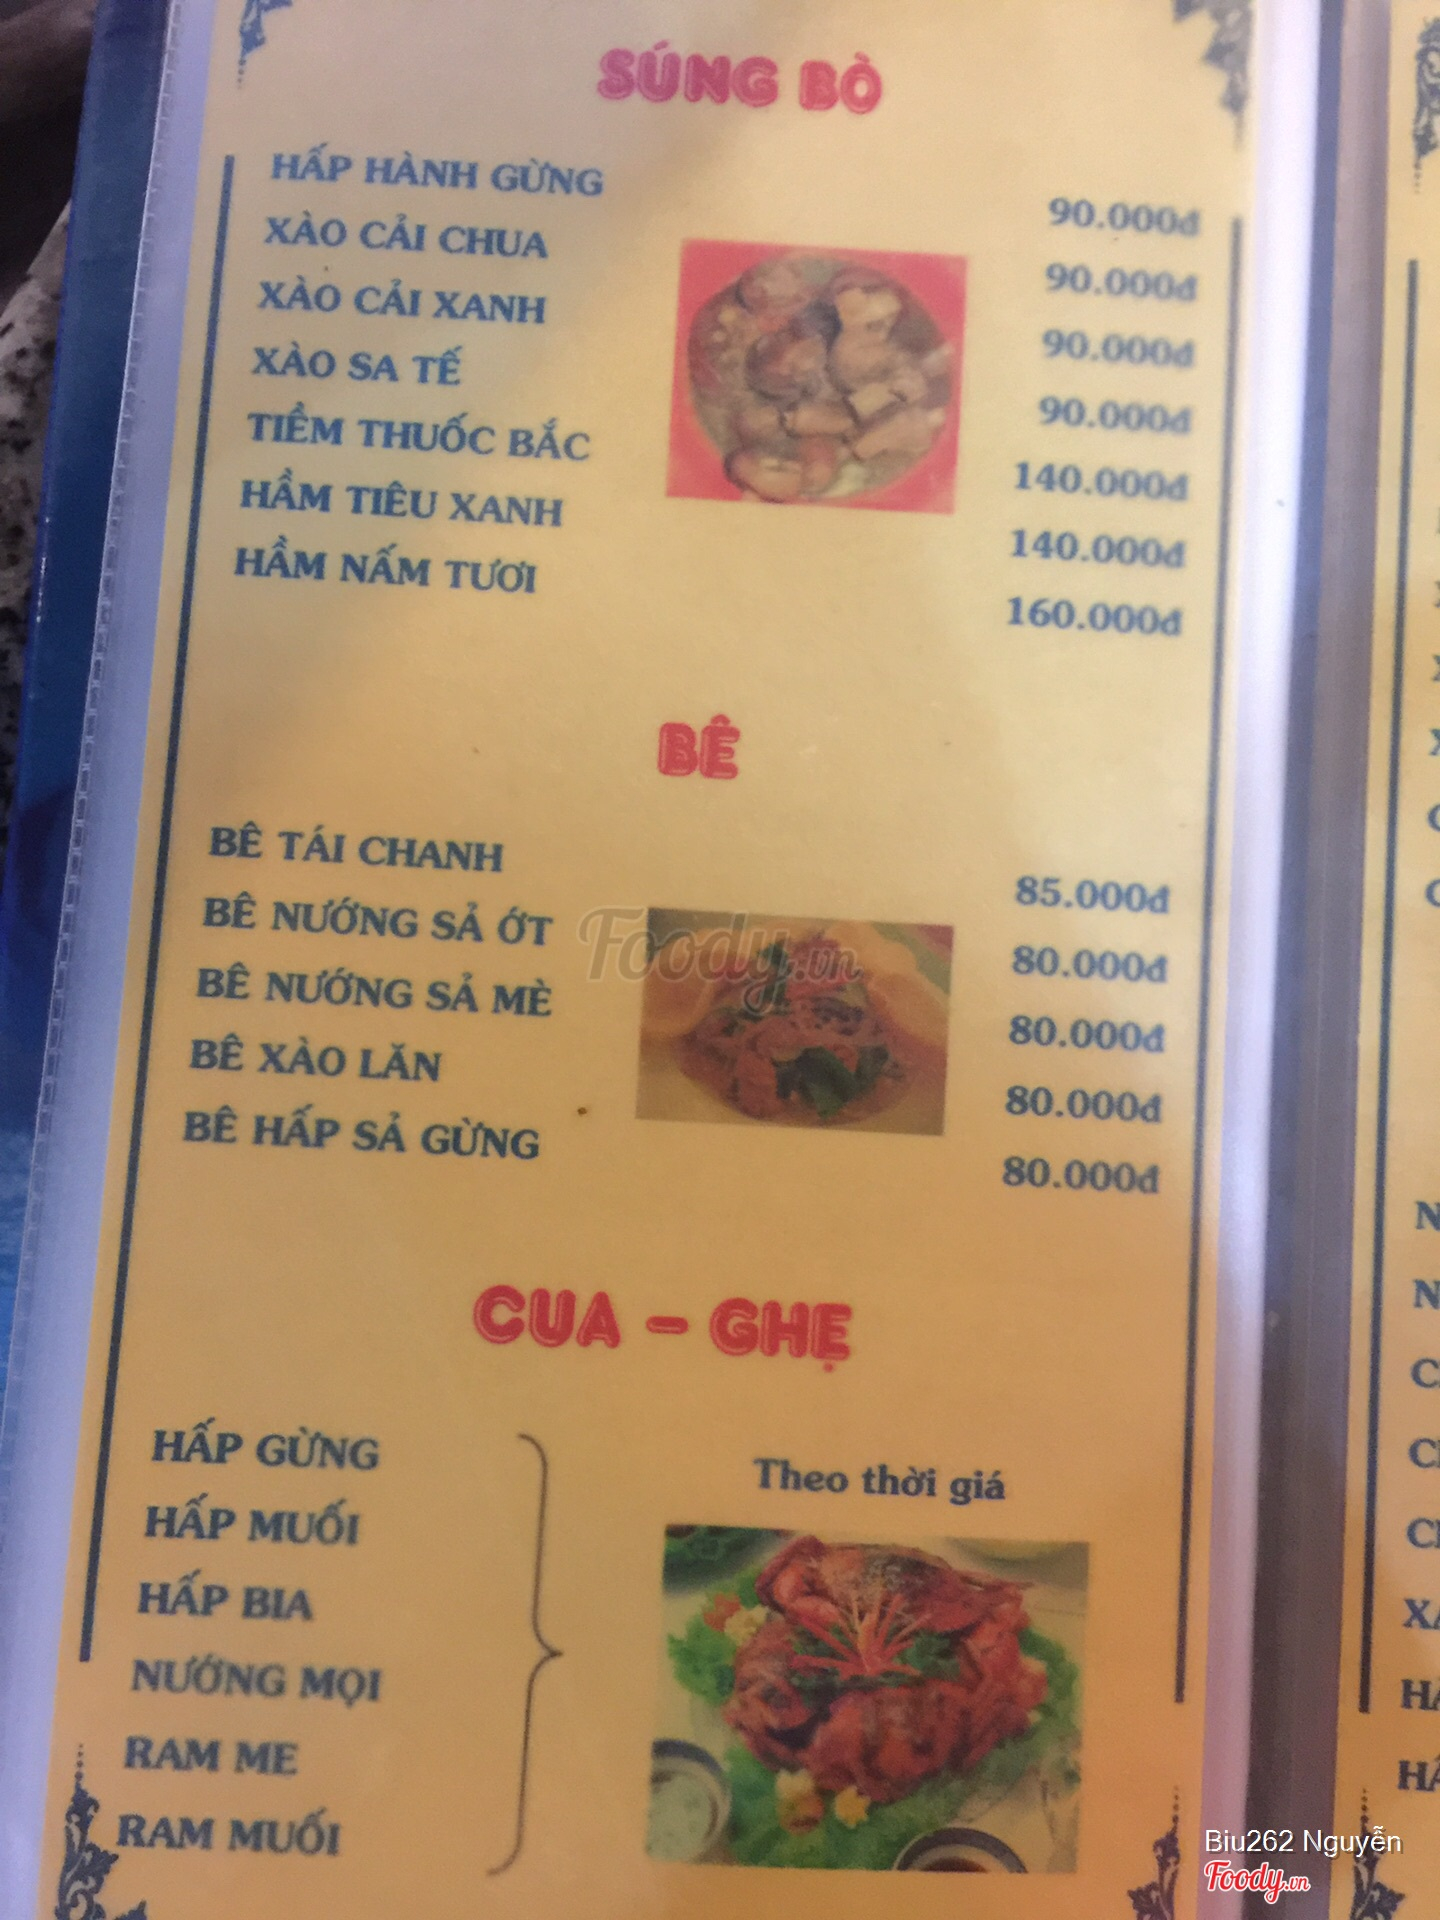 SÚNG BÒ
HẤP HÀNH GỪNG 90.000đ
XÀO CẢI CHUA 90.000đ
XÀO CẢI XANH 90.000đ
XÀO SA TẾ 90.000đ
TIỀM THUỐC BẮC 140.000đ
HẦM TIÊU XANH 140.000đ
HẦM NẤM TƯƠI 160.000đ
BÊ
BÊ TÁI CHANH 85.000đ
BÊ NƯỚNG SẢ ỚT 80.000đ
BÊ NƯỚNG SẢ MÈ 80.000đ
BÊ XÀO LĂN 80.000đ
BÊ HẤP SẢ GỪNG 80.000đ
Foody.vn
CUA – GHẸ
HẤP GỪNG
HẤP MUỐI
HẤP BIA
NƯỚNG MỌI
RAM ME
RAM MUỐI
Theo thời giá
Biu262 Nguyễn
Foody.vn